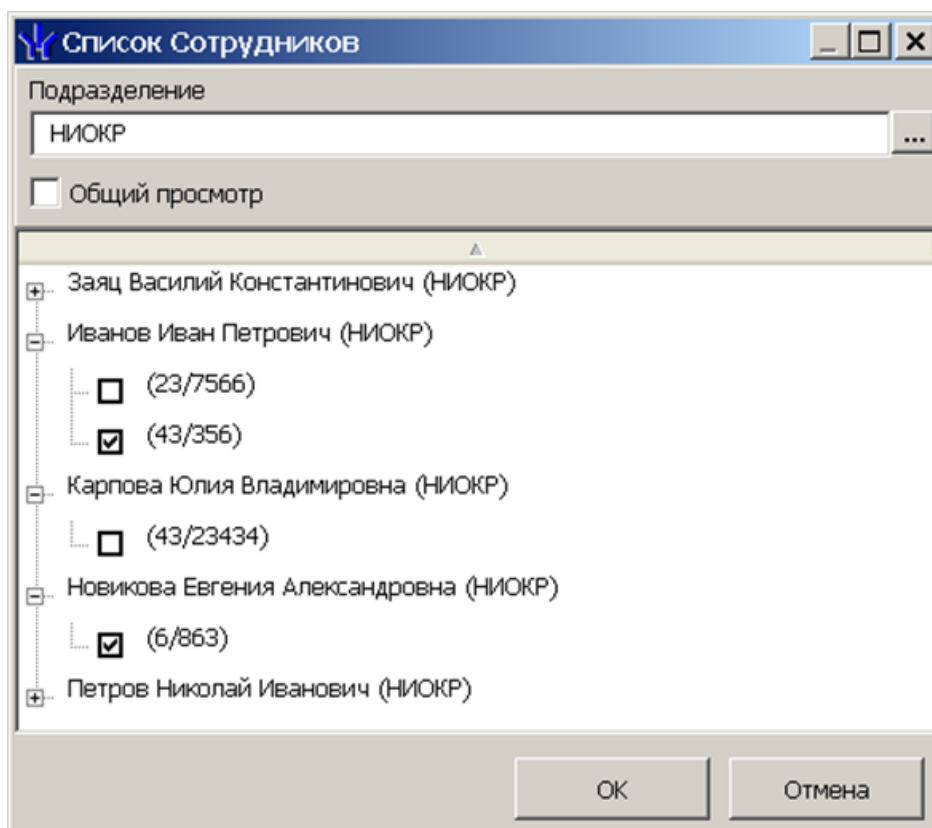 Список Сотрудников
Подразделение
НИОКР
...
Общий просмотр
Заяц Василий Константинович (НИОКР)
Иванов Иван Петрович (НИОКР)
(23/7566)
(43/356)
Карпова Юлия Владимировна (НИОКР)
(43/23434)
Новикова Евгения Александровна (НИОКР)
(6/863)
Петров Николай Иванович (НИОКР)
ОК Отмена